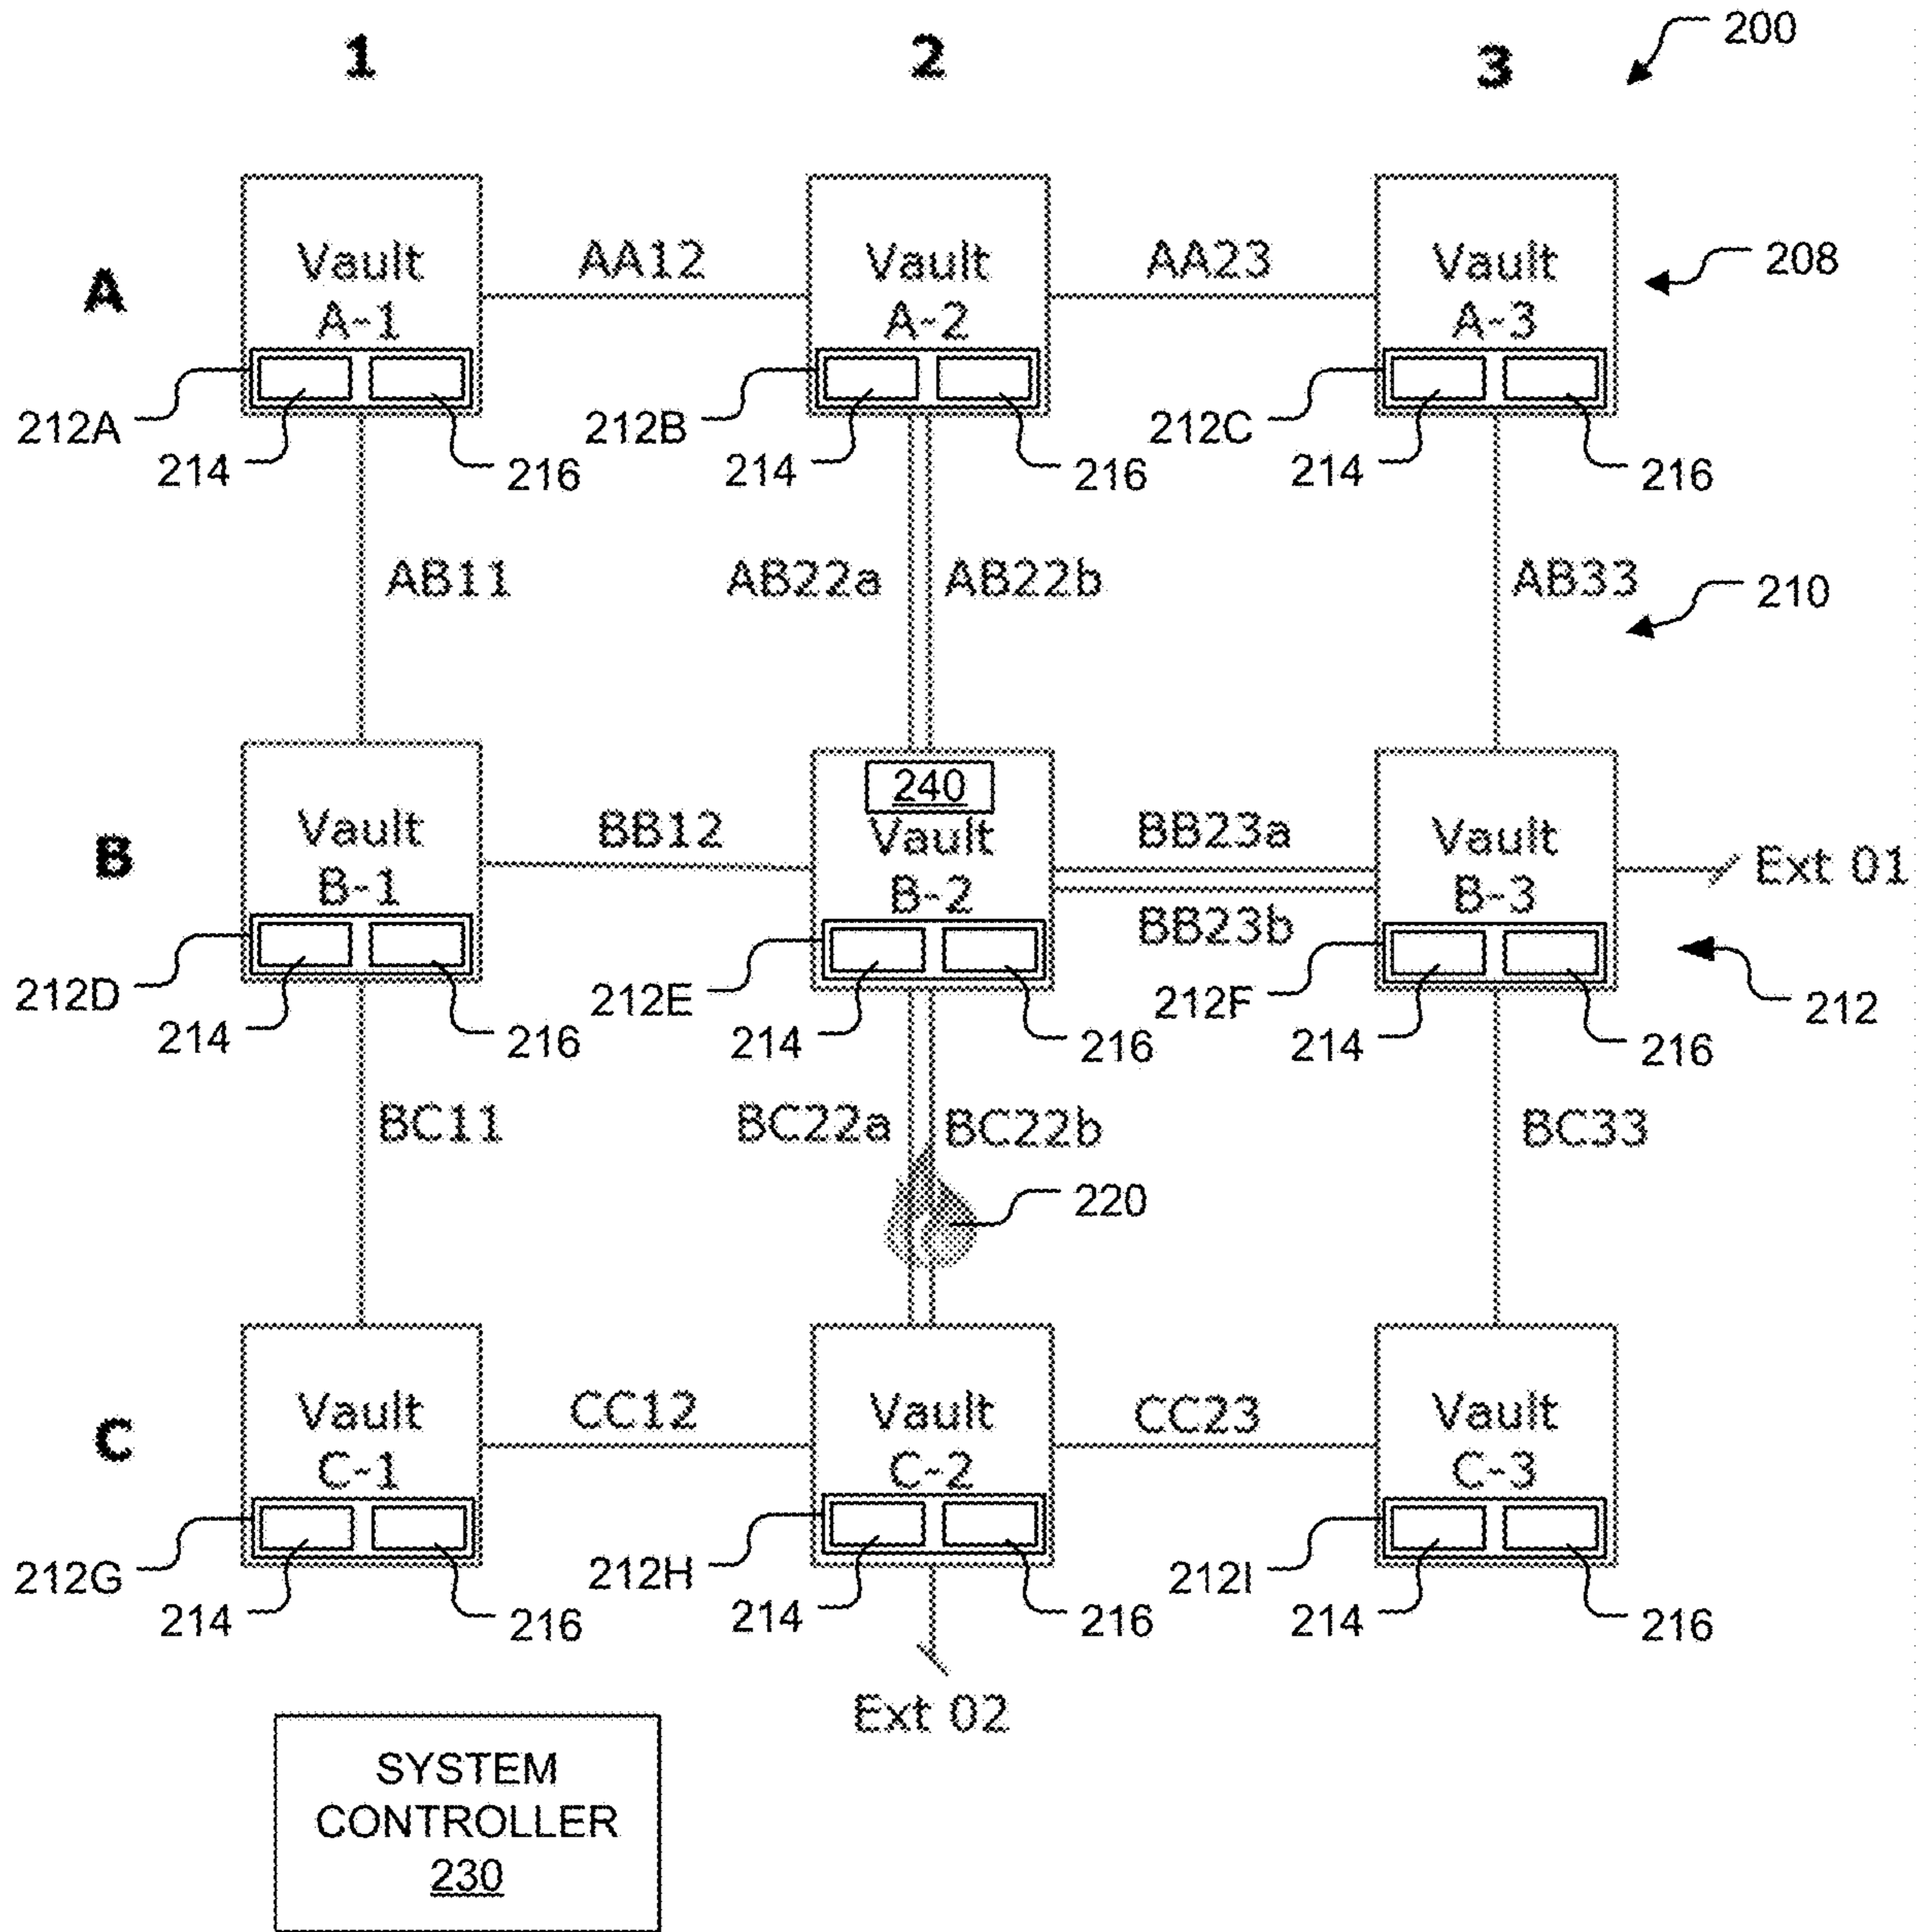 200
1 2 3
Vault A-1
AA12
Vault A-2
AA23
Vault A-3
208
A
212A
214
216
212B
214
216
212C
214
216
AB11
AB22a
AB22b
AB33
210
240
Vault B-1
BB12
Vault B-2
BB23a
BB23b
Vault B-3
Ext 01
B
212D
214
216
212E
214
216
212F
214
216
212
BC11
BC22a
BC22b
BC33
220
Vault C-1
CC12
Vault C-2
CC23
Vault C-3
C
212G
214
216
212H
214
216
212I
214
216
Ext 02
SYSTEM
CONTROLLER
230